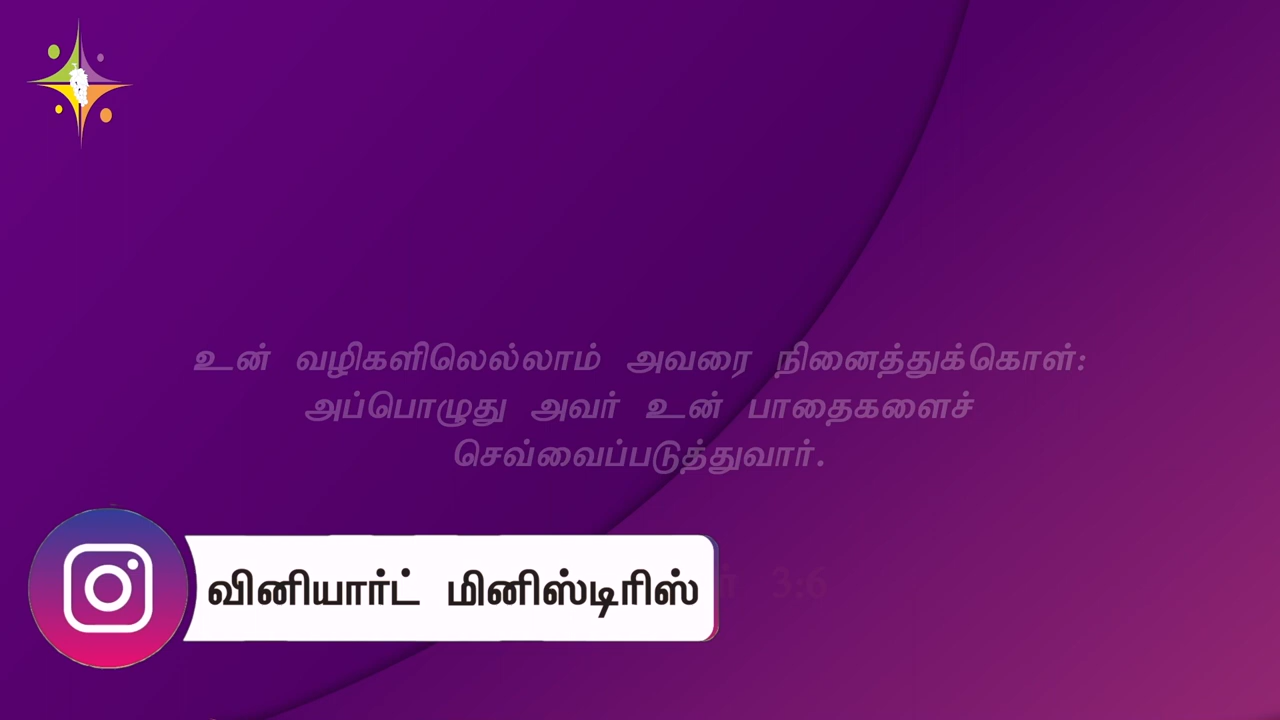 உன் வழிகளிலெல்லாம் அவரை நினைத்துக்கொள்:
அப்பொழுது அவர் உன் பாதைகளைச்
செவ்வைப்படுத்துவார்.
3:6
வினியார்ட் மினிஸ்டிரிஸ்